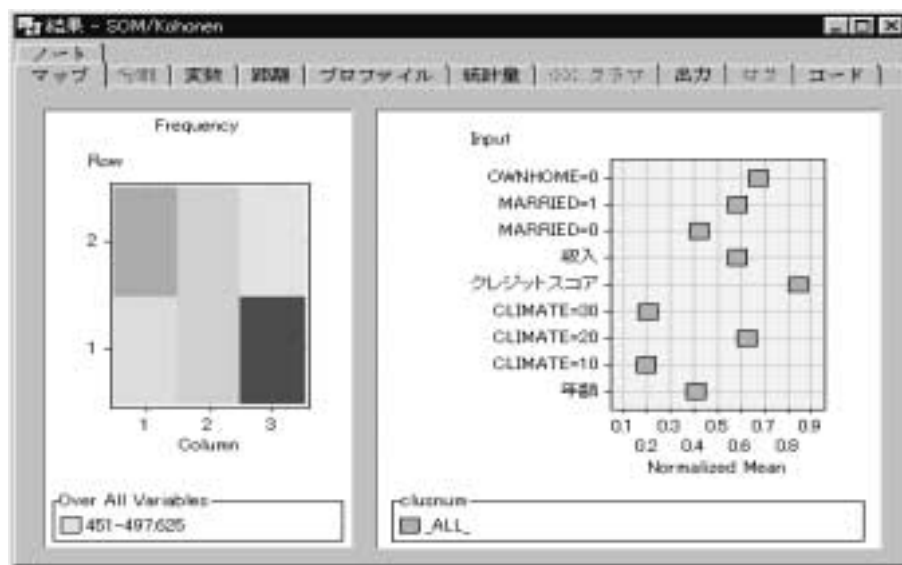 結果 - SOM/Kohonen
ノート
マップ 変数 距離 プロファイル 統計量 出力 コード
Frequency
Row
2
1
1 2 3
Column
Over All Variables
451-497.625
Input
OWNHOME=0
MARRIED=1
MARRIED=0
収入
クレジットスコア
CLIMATE=30
CLIMATE=20
CLIMATE=10
年齢
0.1 0.3 0.5 0.7 0.9
0.2 0.4 0.6 0.8
Normalized Mean
clusnum
_ALL_